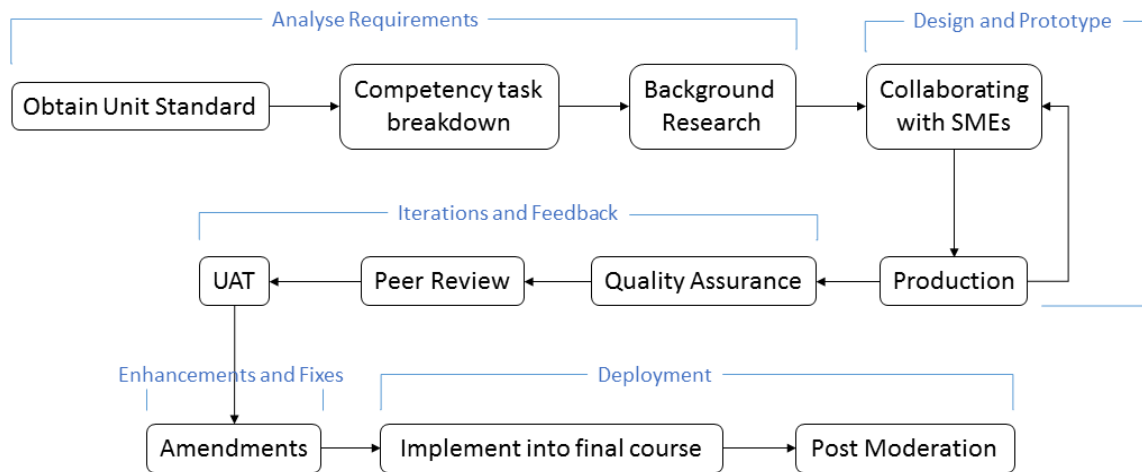 Analyse Requirements
Design and Prototype
Obtain Unit Standard
Competency task
breakdown
Background
Research
Collaborating
with SMEs
Iterations and Feedback
UAT
Peer Review
Quality Assurance
Production
Enhancements and Fixes
Deployment
Amendments
Implement into final course
Post Moderation